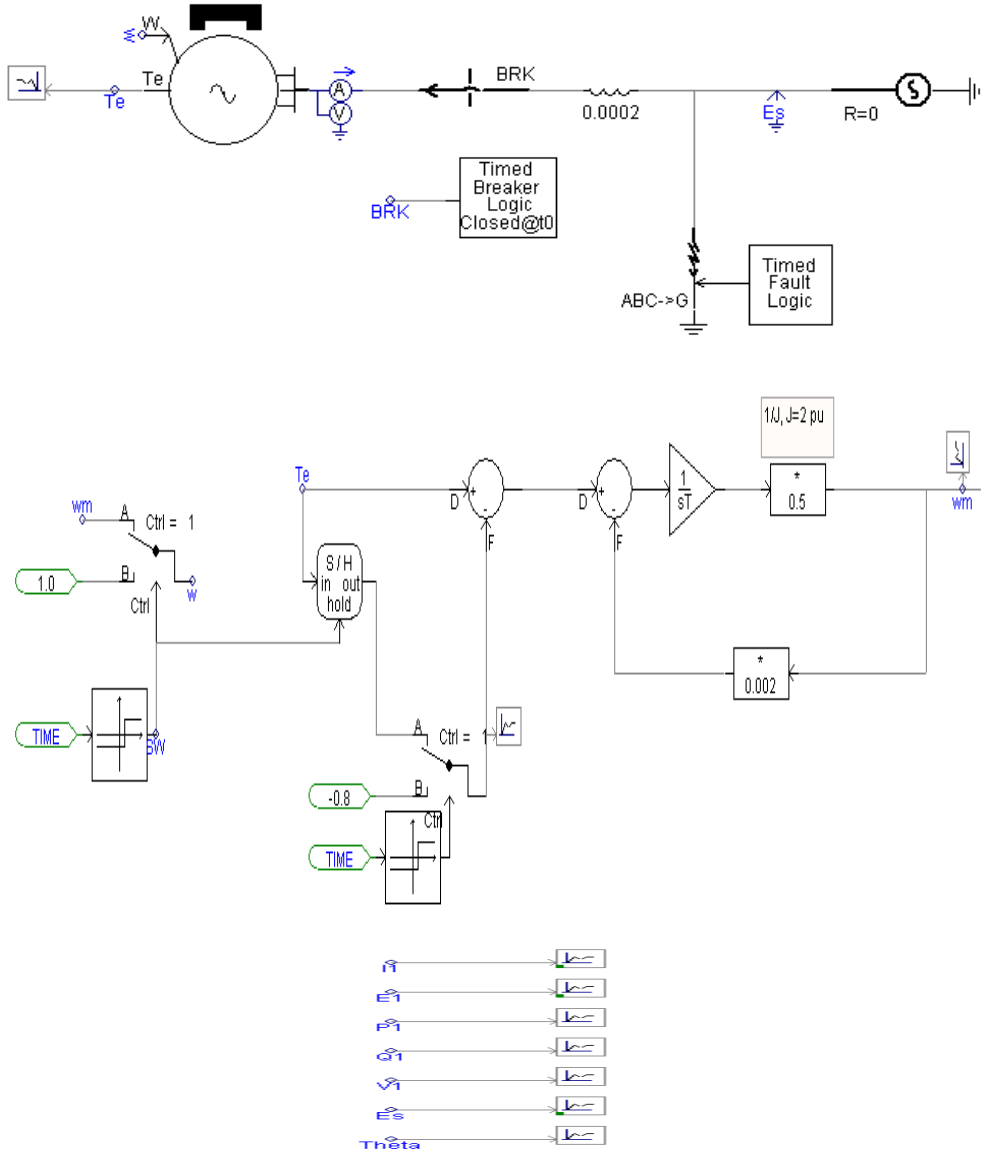 W
W
Te
Te
A
V
BRK
0.0002
Es
R=0
S
Timed
Breaker
Logic
Closed@t0
BRK
Timed
Fault
Logic
ABC->G
1/J, J=2 pu
Te
D
+
-
F
D
+
-
F
1
sT
*
0.5
wm
wm
A
Ctrl = 1
B
1.0
Ctrl
w
S / H
in out
hold
*
0.002
TIME
SW
A
Ctrl = 1
B
-0.8
Ctrl
TIME
I1
E1
P1
Q1
V1
Es
Theta